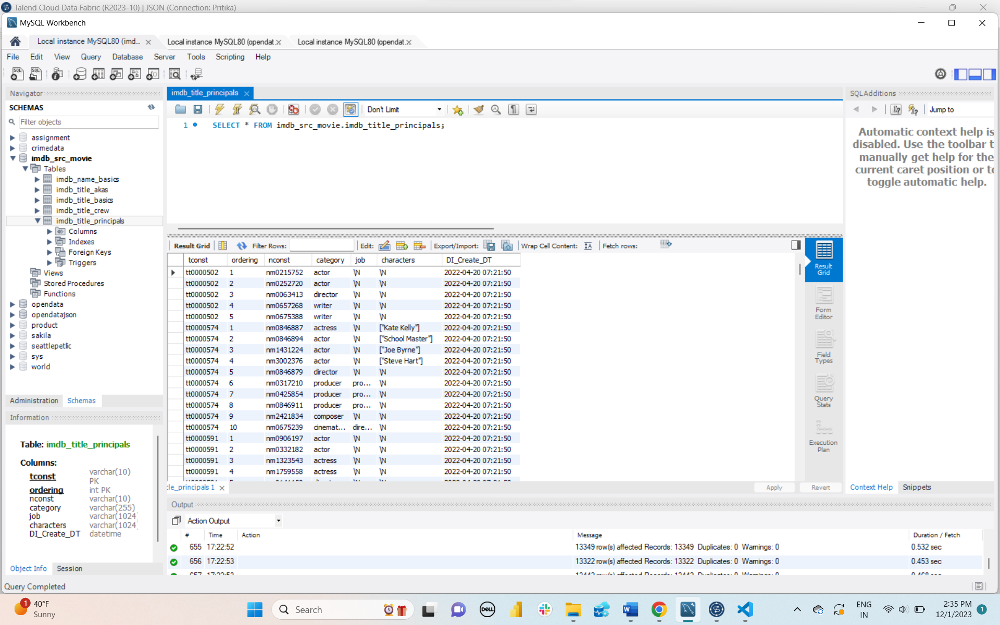 Talend Cloud Data Fabric (R2023-10) | JSON (Connection: Pritika)
MySQL Workbench
Local instance MySQL80 (imd...
Local instance MySQL80 (opendat...
Local instance MySQL80 (opendat...
File Edit View Query Database Server Tools Scripting Help
Navigator
SCHEMAS
Filter objects
assignment
crimedata
imdb_src_movie
Tables
imdb_name_basics
imdb_title_akas
imdb_title_basics
imdb_title_crew
imdb_title_principals
Columns
Indexes
Foreign Keys
Triggers
Views
Stored Procedures
Functions
opendata
opendatajson
product
sakila
seattlepetlic
sys
world
Administration Schemas
Information
Table: imdb_title_principals
Columns:
tconst varchar(10) PK
ordering int PK
nconst varchar(10)
category varchar(255)
job varchar(1024
characters varchar(1024
DI_Create_DT datetime
Object Info Session
Query Completed
imdb_title_principals
Don't Limit
1 SELECT * FROM imdb_src_movie.imdb_title_principals;
Result Grid Filter Rows: Edit: Export/Import: Wrap Cell Content: Fetch rows:
tconst ordering nconst category job characters DI_Create_DT
tt0000502 1 nm0215752 actor \N \N 2022-04-20 07:21:50
tt0000502 2 nm0252720 actor \N \N 2022-04-20 07:21:50
tt0000502 3 nm0063413 director \N \N 2022-04-20 07:21:50
tt0000502 4 nm0657268 writer \N \N 2022-04-20 07:21:50
tt0000502 5 nm0675388 writer \N \N 2022-04-20 07:21:50
tt0000574 1 nm0846887 actress \N ["Kate Kelly"] 2022-04-20 07:21:50
tt0000574 2 nm0846894 actor \N ["School Master"] 2022-04-20 07:21:50
tt0000574 3 nm1431224 actor \N ["Joe Byrne"] 2022-04-20 07:21:50
tt0000574 4 nm3002376 actor \N ["Steve Hart"] 2022-04-20 07:21:50
tt0000574 5 nm0846879 director \N \N 2022-04-20 07:21:50
tt0000574 6 nm0317210 producer pro... \N 2022-04-20 07:21:50
tt0000574 7 nm0425854 producer pro... \N 2022-04-20 07:21:50
tt0000574 8 nm0846911 producer pro... \N 2022-04-20 07:21:50
tt0000574 9 nm2421834 composer \N \N 2022-04-20 07:21:50
tt0000574 10 nm0675239 cinemat... dire... \N 2022-04-20 07:21:50
tt0000591 1 nm0906197 actor \N \N 2022-04-20 07:21:50
tt0000591 2 nm0332182 actor \N \N 2022-04-20 07:21:50
tt0000591 3 nm1323543 actress \N \N 2022-04-20 07:21:50
tt0000591 4 nm1759558 actress \N \N 2022-04-20 07:21:50
Result Grid
Form Editor
Field Types
Query Stats
Execution Plan
tle_principals 1
Apply Revert
SQLAdditions
Jump to
Automatic context help is
disabled. Use the toolbar t
manually get help for the
current caret position or to
toggle automatic help.
Context Help Snippets
Output
Action Output
# Time Action Message Duration / Fetch
655 17:22:52 13349 row(s) affected Records: 13349 Duplicates: 0 Warnings: 0 0.532 sec
656 17:22:53 13322 row(s) affected Records: 13322 Duplicates: 0 Warnings: 0 0.453 sec
1 40°F
Sunny
Search
DELL
ENG
IN
2:35 PM
12/1/2023
1